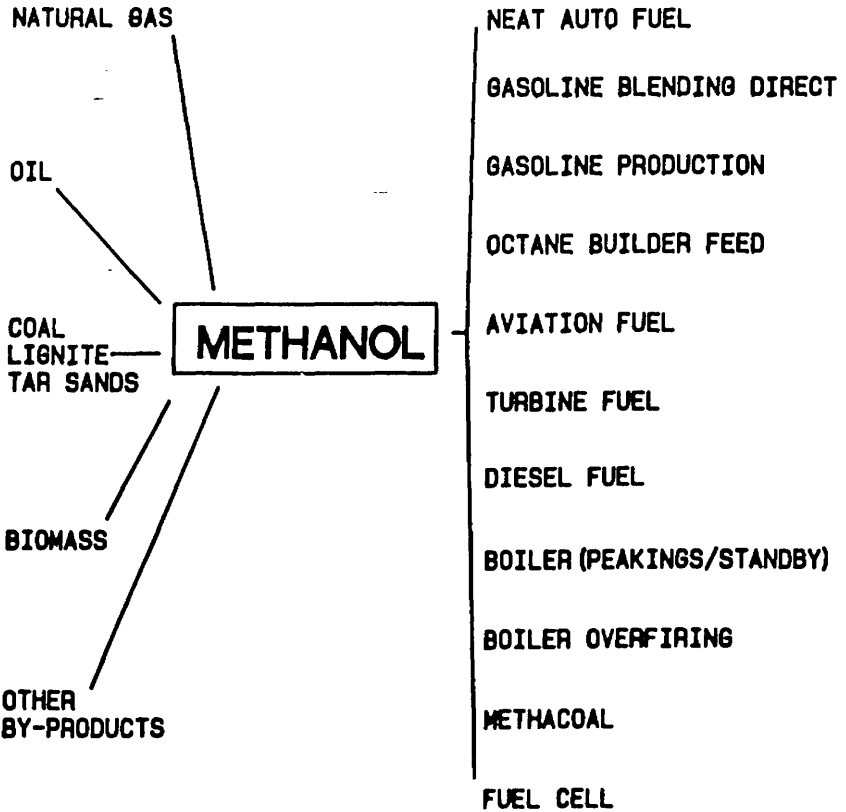 NATURAL GAS
OIL
COAL
LIGNITE
TAR SANDS
BIOMASS
OTHER
BY-PRODUCTS
METHANOL
NEAT AUTO FUEL
GASOLINE BLENDING DIRECT
GASOLINE PRODUCTION
OCTANE BUILDER FEED
AVIATION FUEL
TURBINE FUEL
DIESEL FUEL
BOILER (PEAKINGS/STANDBY)
BOILER OVERFIRING
METHACOAL
FUEL CELL